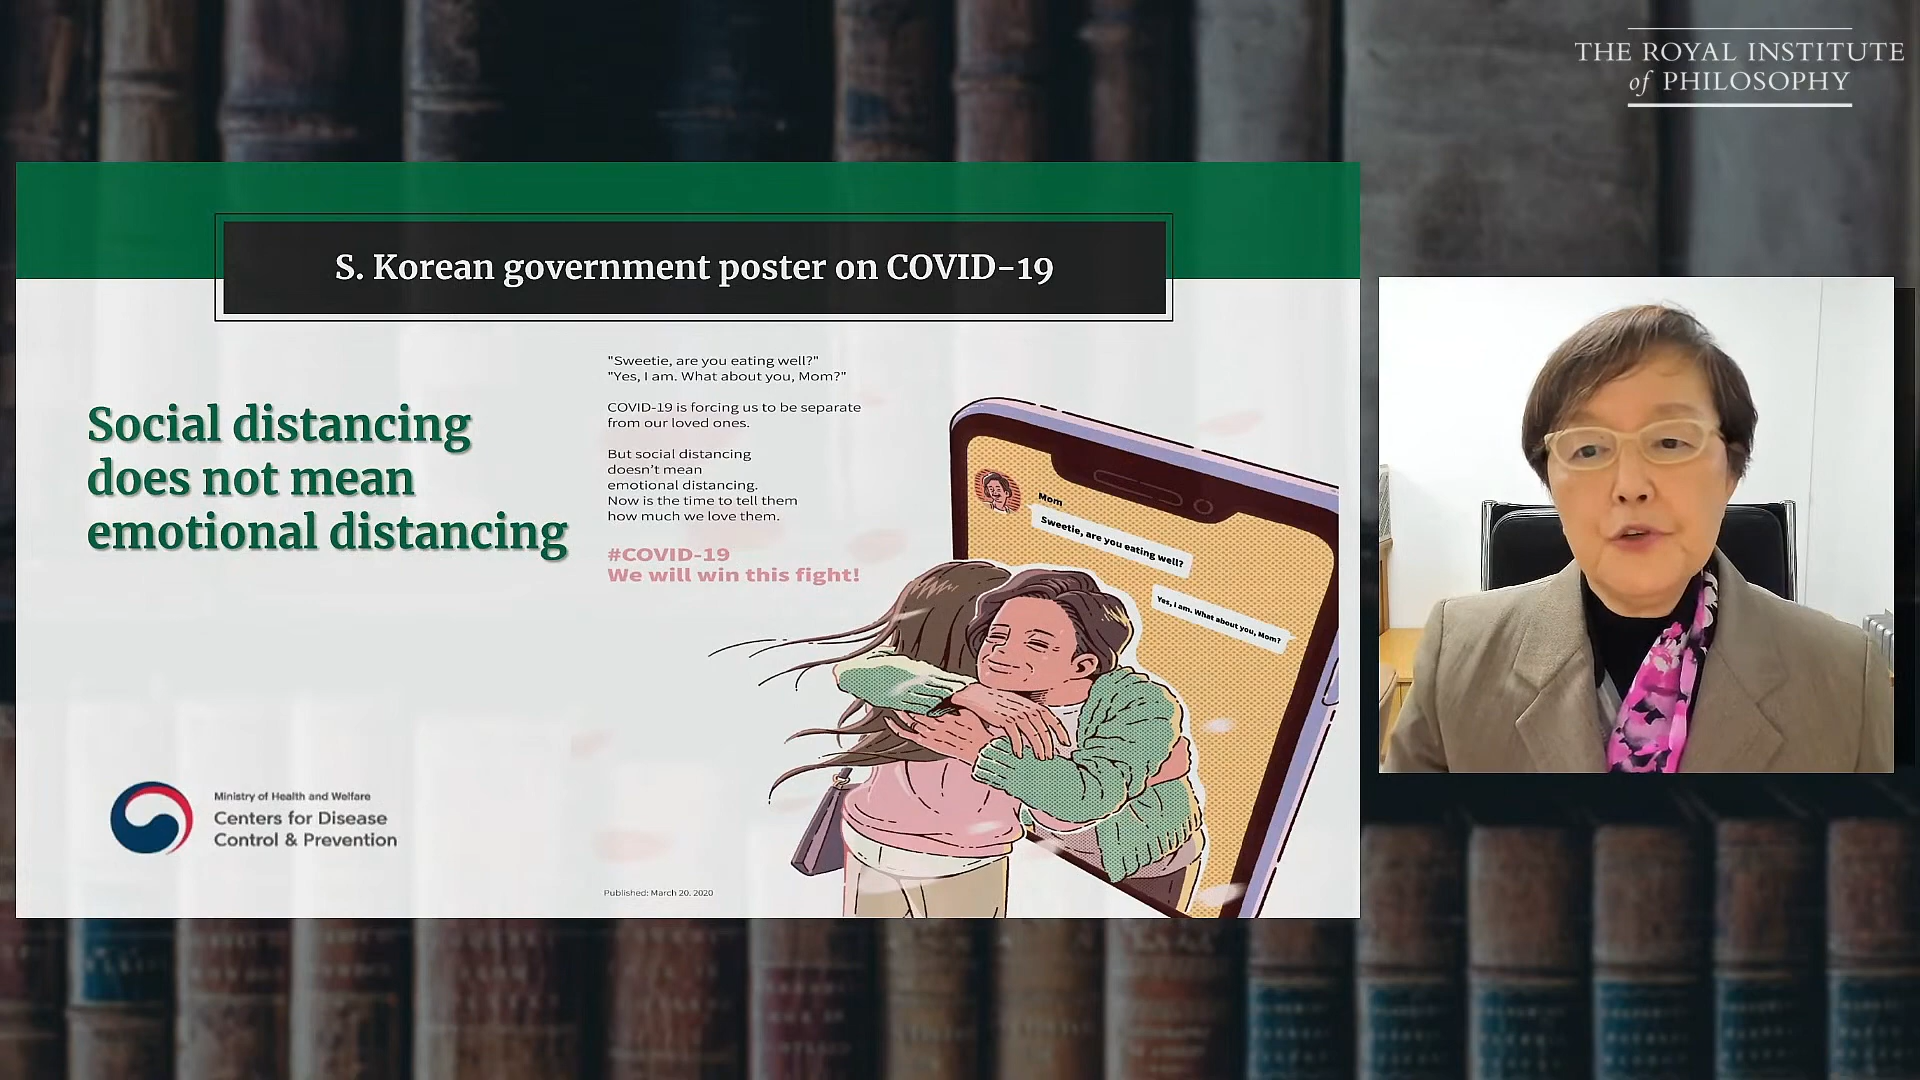 THE ROYAL INSTITUTE
of PHILOSOPHY
S. Korean government poster on COVID-19
Social distancing
does not mean
emotional distancing
"Sweetie, are you eating well?"
"Yes, I am. What about you, Mom?"
COVID-19 is forcing us to be separate
from our loved ones.
But social distancing
doesn't mean
emotional distancing.
Now is the time to tell them
how much we love them.
#COVID-19
We will win this fight!
Mom
Sweetie, are you eating well?
Yes, I am. What about you, Mom?
Ministry of Health and Welfare
Centers for Disease
Control & Prevention
Published: March 20. 2020